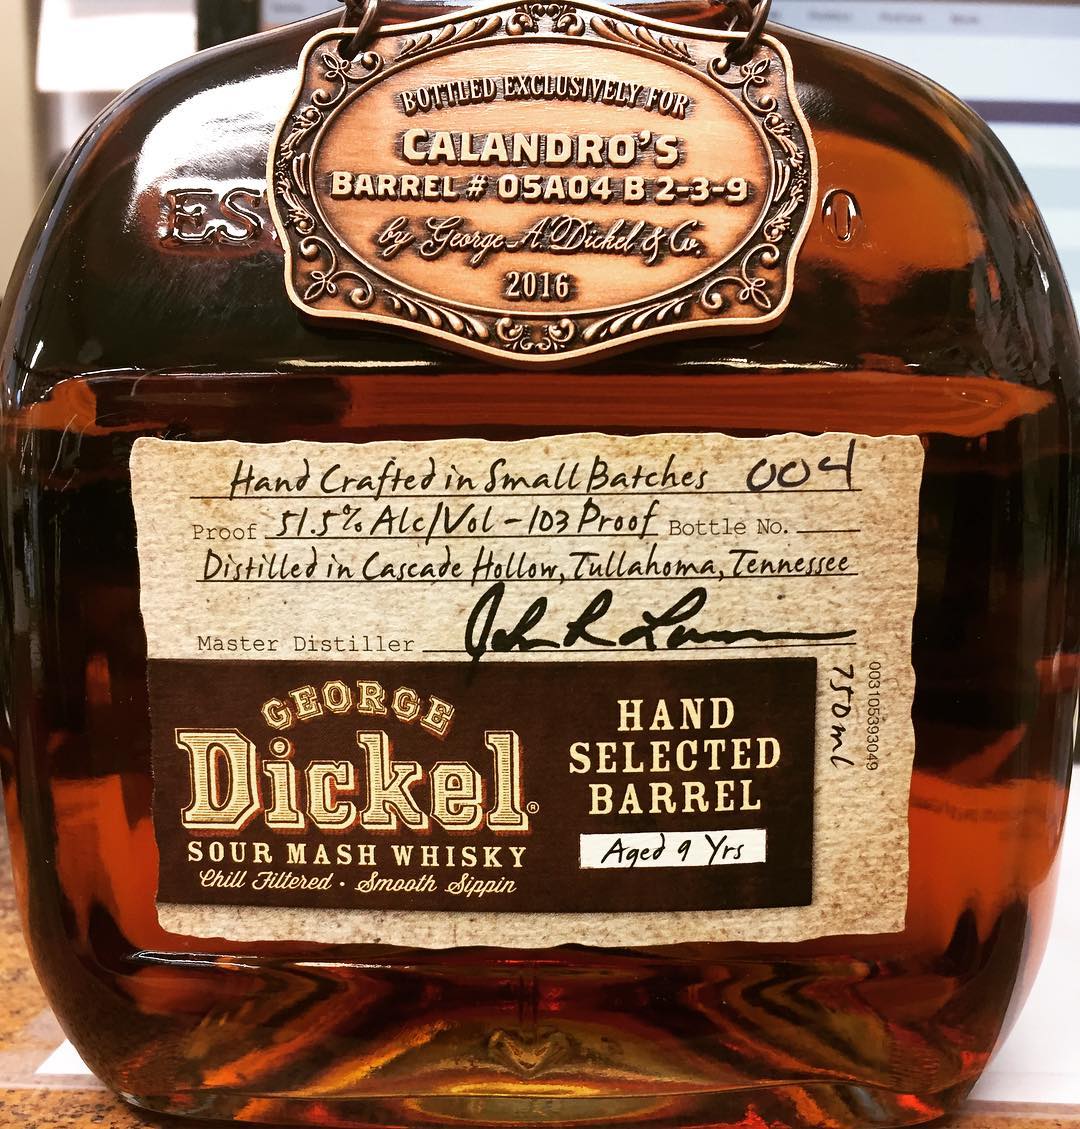 BOTTLED EXCLUSIVELY FOR
CALANDRO'S
BARREL # 05A04 B 2-3-9
by George A. Dickel & Co.
2016
ES
0
Hand Crafted in Small Batches 004
Proof 51.5% Alc/Vol - 103 Proof Bottle No.
Distilled in Cascade Hollow, Tullahoma, Tennessee
Master Distiller
GEORGE
Dickel®
SOUR MASH WHISKY
Chill Filtered • Smooth Sippin
HAND
SELECTED
BARREL
Aged 9 Yrs
750ml
003105393049